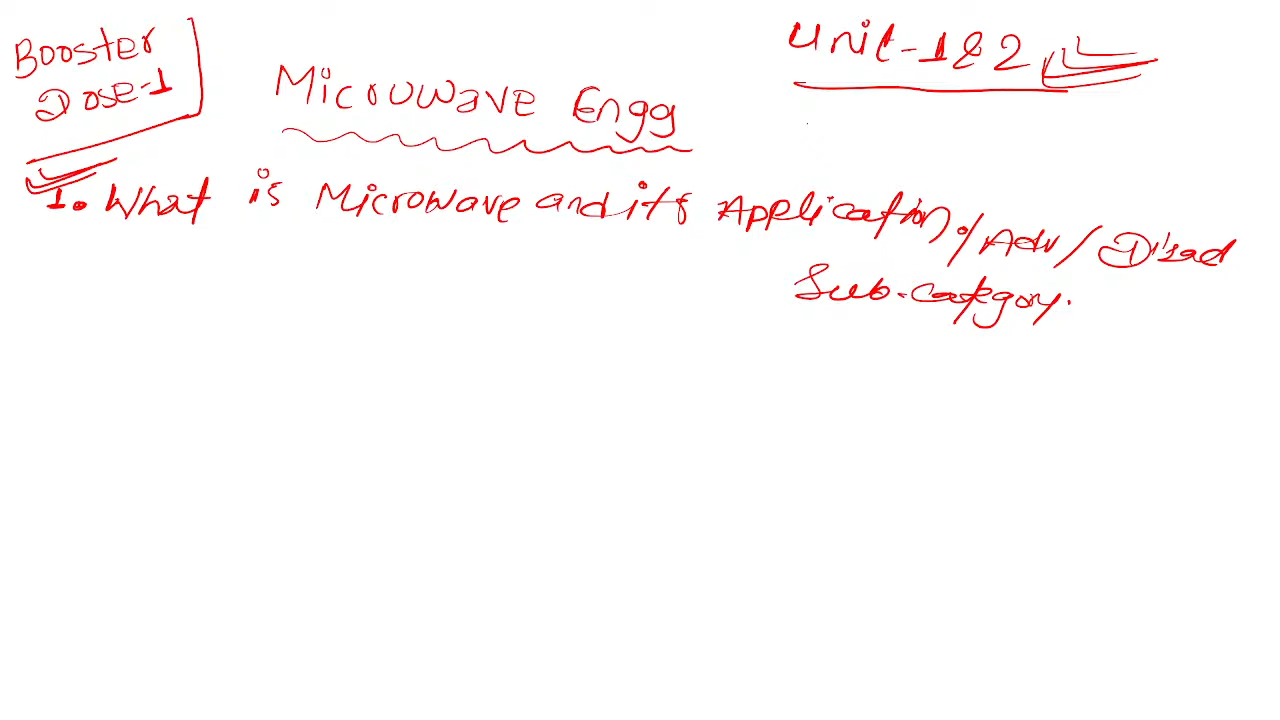 Booster
Dose-1
Unit-1&2
Microwave Engg
1. What is Microwave and its Application./Adv/Disad
Sub-category.